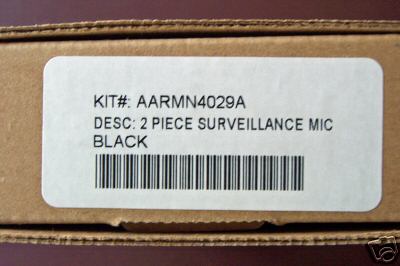 KIT#: AARMN4029A
DESC: 2 PIECE SURVEILLANCE MIC
BLACK